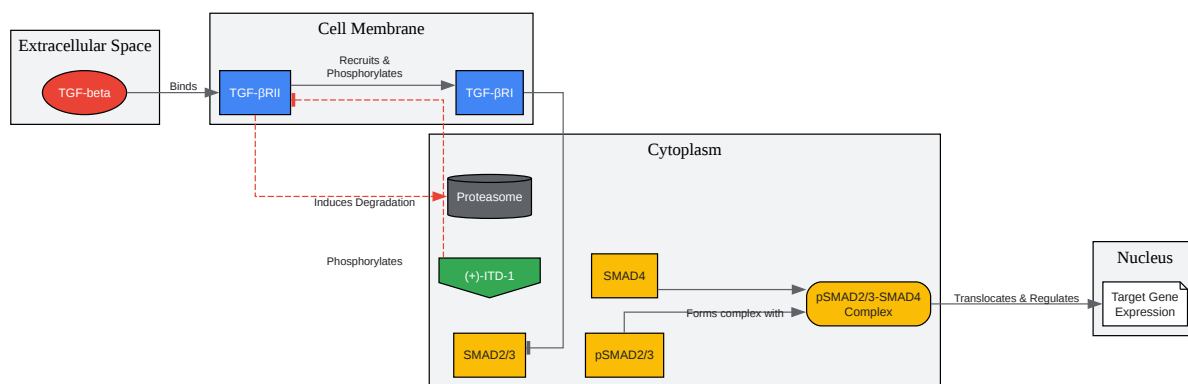 Extracellular Space
TGF-beta
Binds
Cell Membrane
TGF-βRII
Recruits &
Phosphorylates
TGF-βRI
Cytoplasm
Proteasome
Induces Degradation
Phosphorylates
(+)-ITD-1
SMAD2/3
SMAD4
pSMAD2/3
Forms complex with
pSMAD2/3-SMAD4
Complex
Translocates & Regulates
Nucleus
Target Gene
Expression